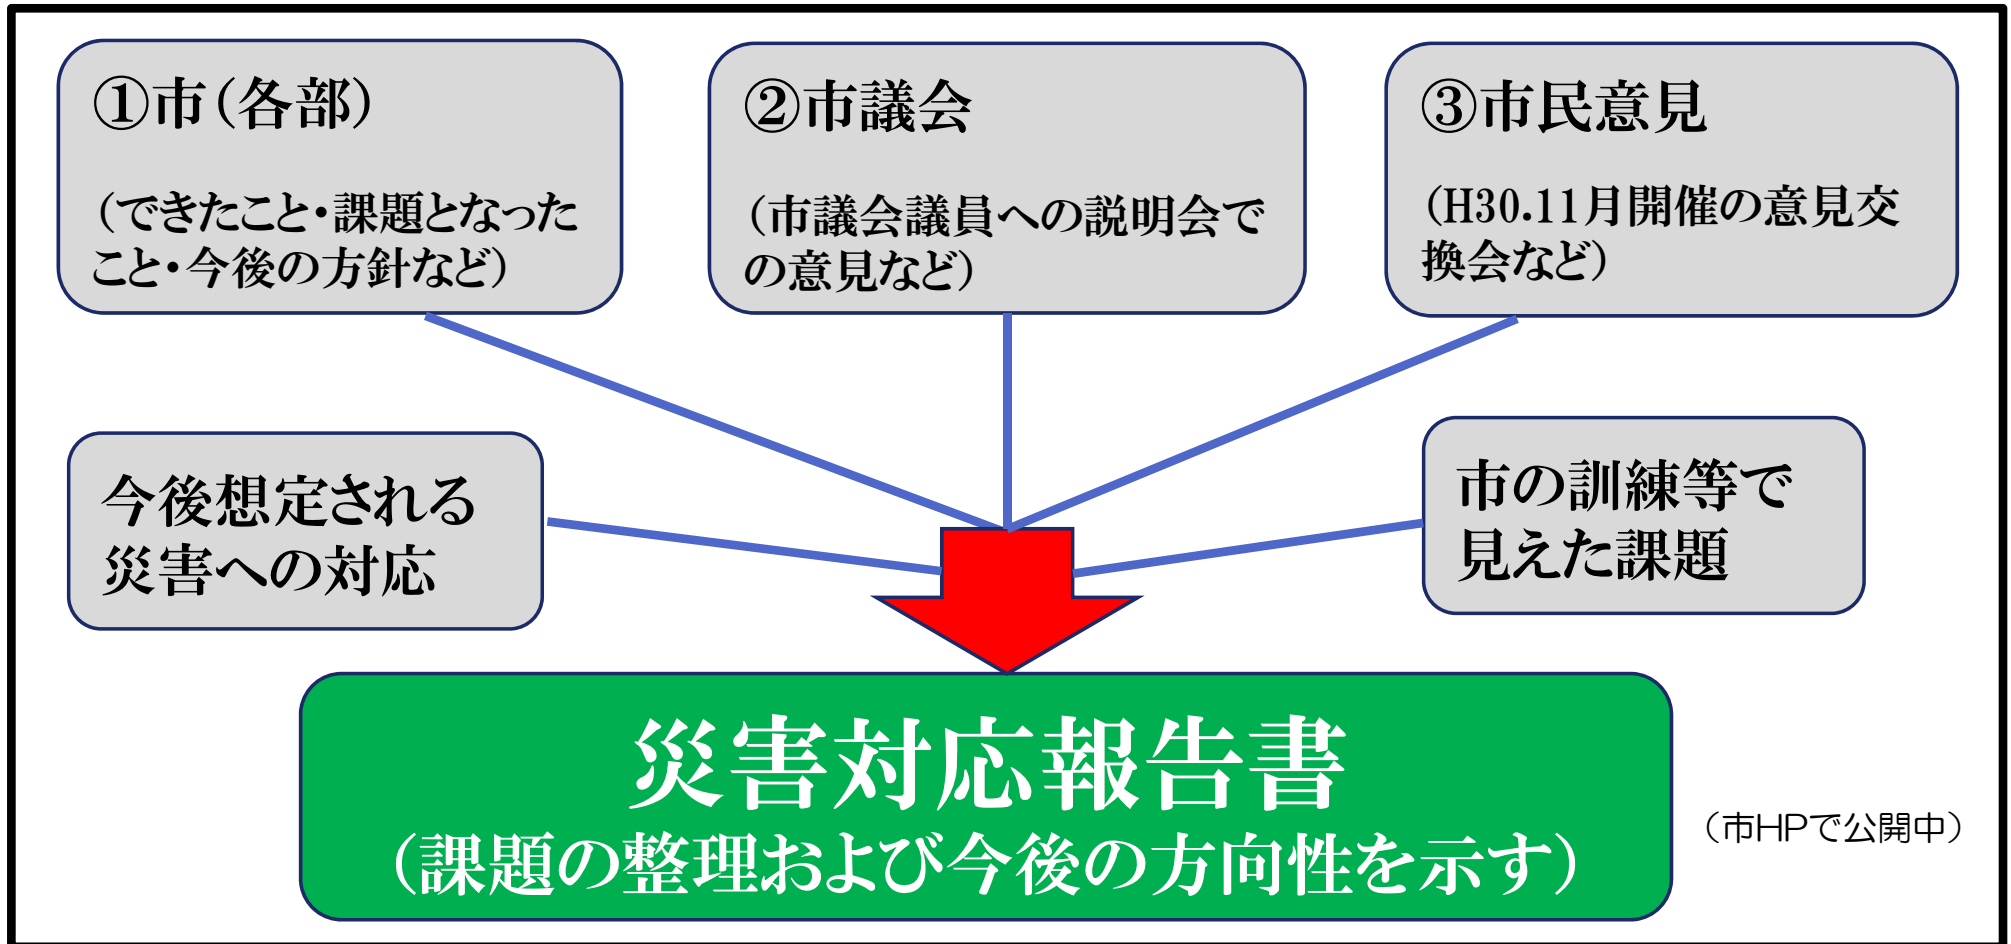 ①市（各部）
（できたこと・課題となった
こと・今後の方針など）
②市議会
（市議会議員への説明会で
の意見など）
③市民意見
（H30.11月開催の意見交
換会など）
今後想定される
災害への対応
市の訓練等で
見えた課題
災害対応報告書
（課題の整理および今後の方向性を示す）
（市HPで公開中）